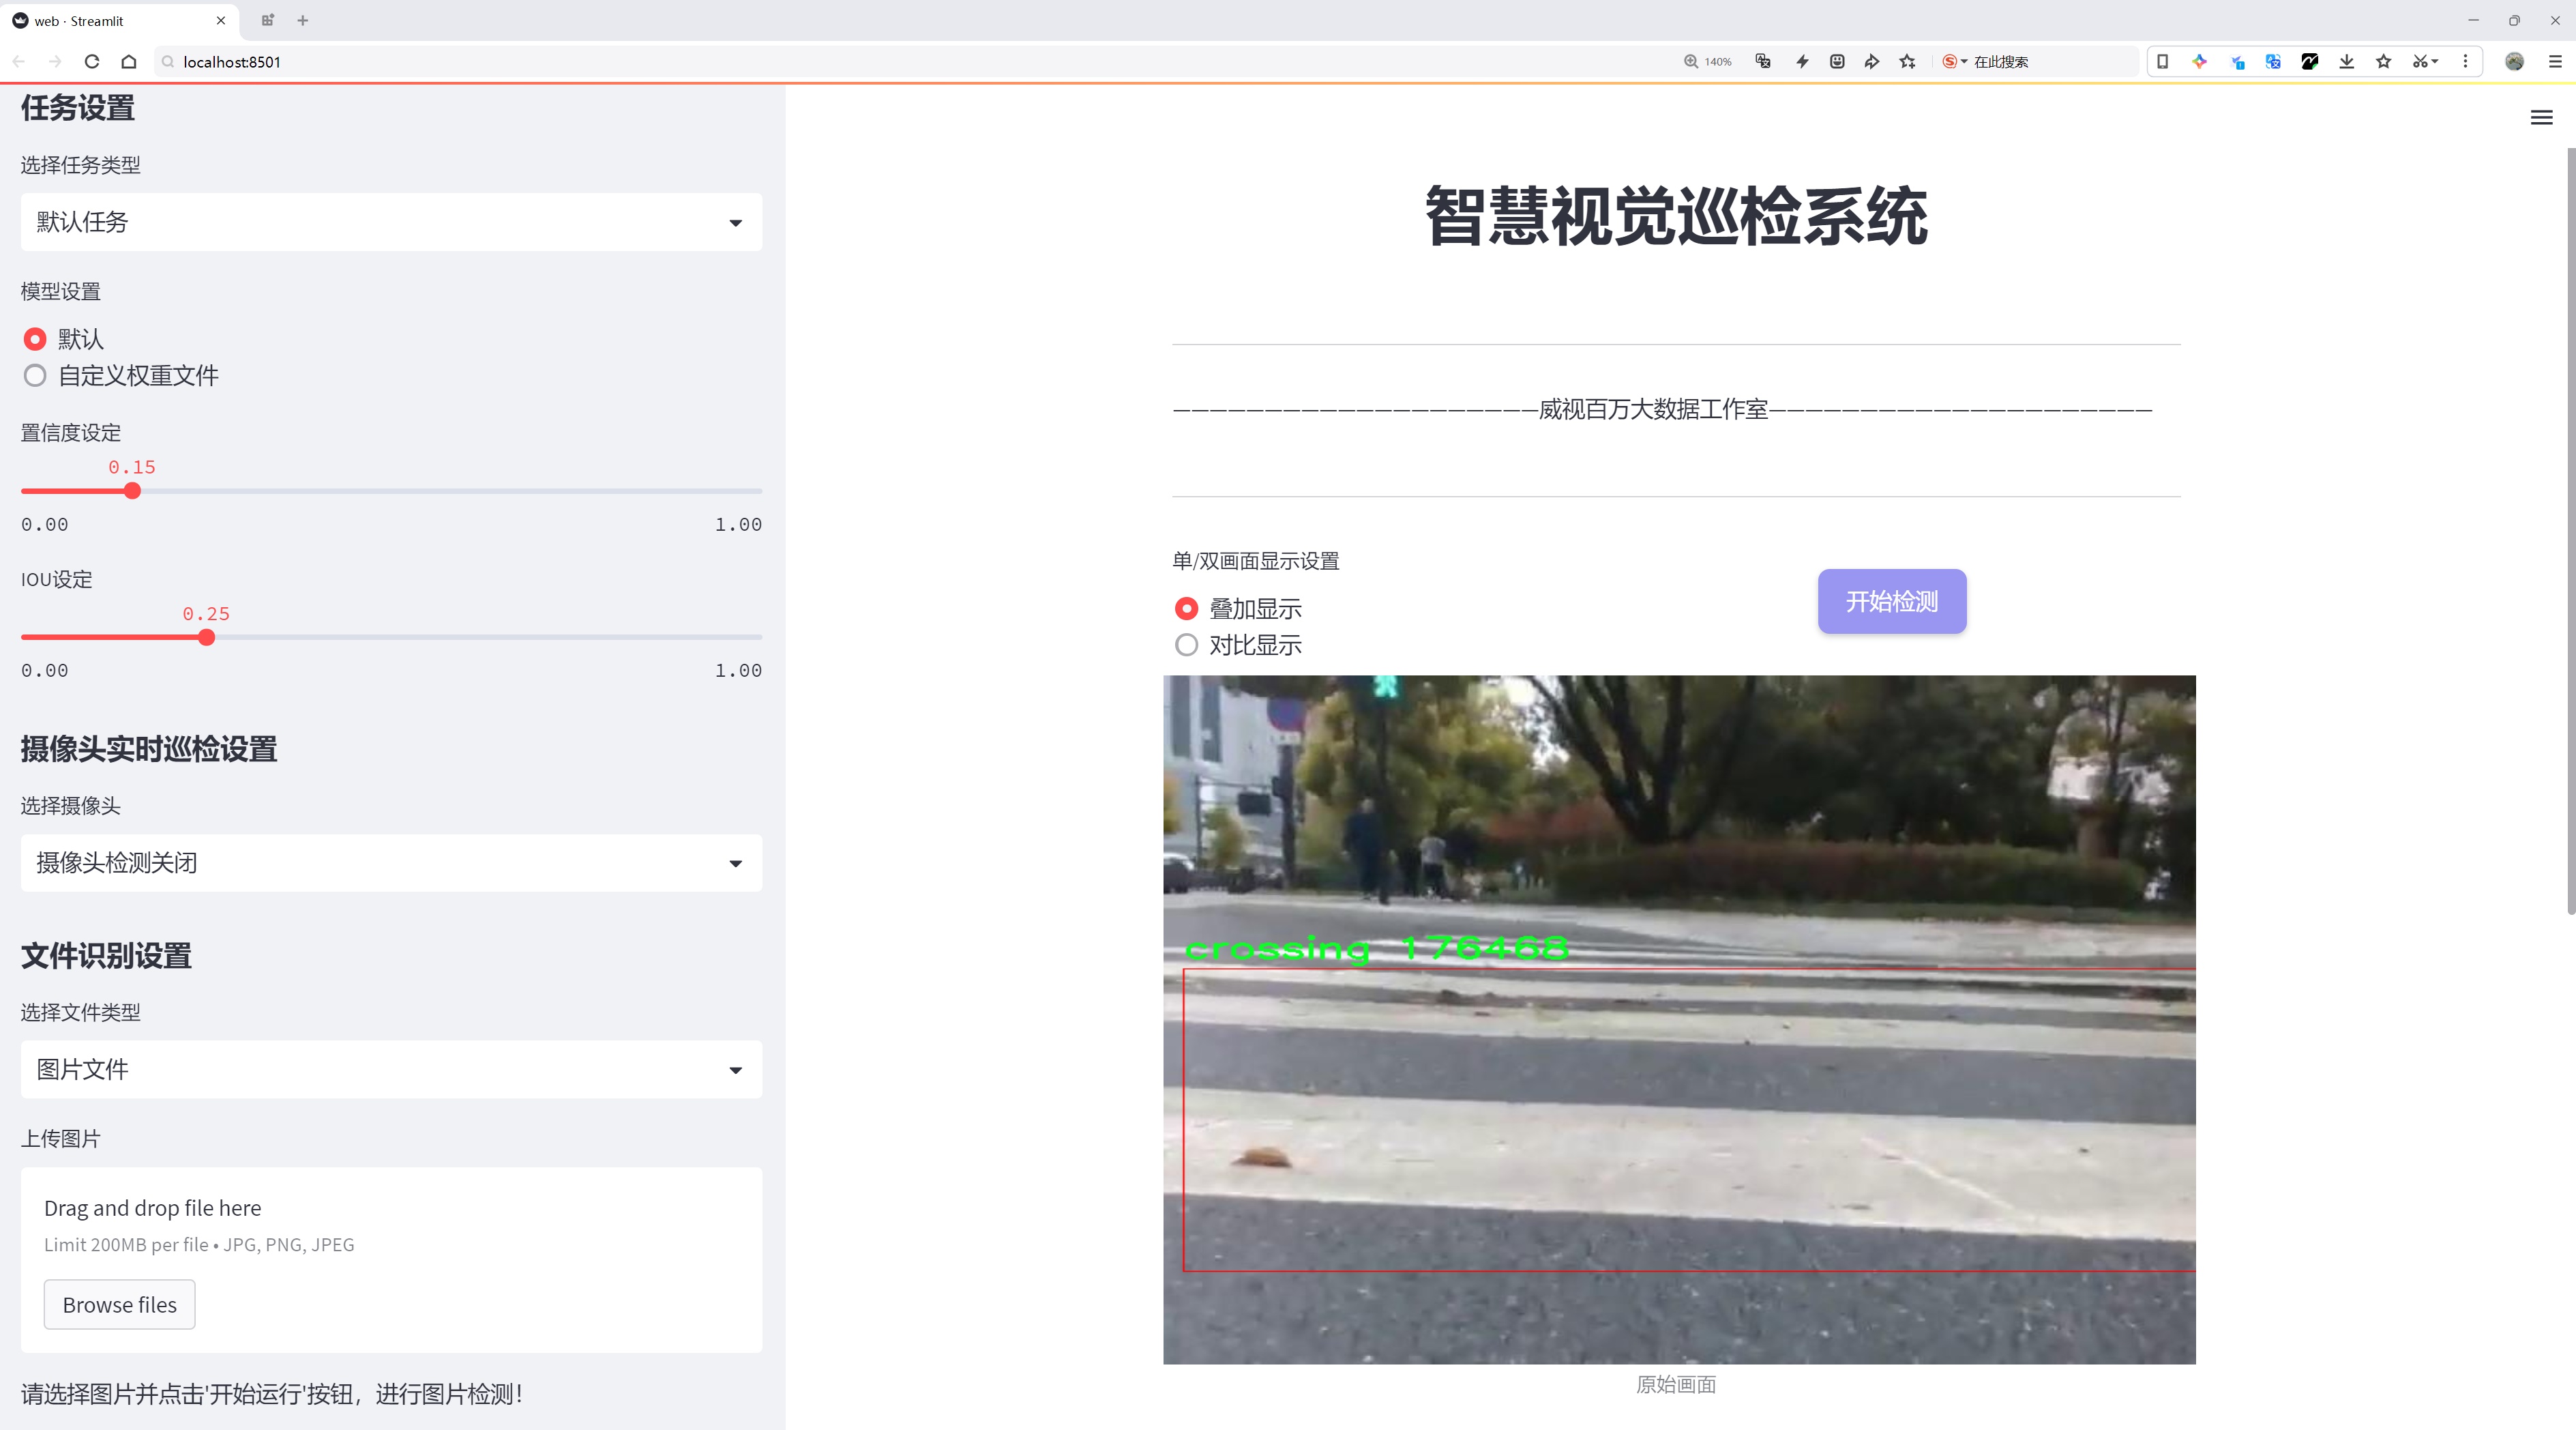 web · Streamlit
localhost:8501
140%
在此搜索
任务设置
选择任务类型
默认任务
模型设置
默认
自定义权重文件
置信度设定
0.15
0.00
1.00
IOU设定
0.25
0.00
1.00
摄像头实时巡检设置
选择摄像头
摄像头检测关闭
文件识别设置
选择文件类型
图片文件
上传图片
Drag and drop file here
Limit 200MB per file • JPG, PNG, JPEG
Browse files
请选择图片并点击'开始运行'按钮，进行图片检测！
智慧视觉巡检系统
————————————————————威视百万大数据工作室—————————————————————
单/双画面显示设置
叠加显示
对比显示
开始检测
crossing 176468
原始画面